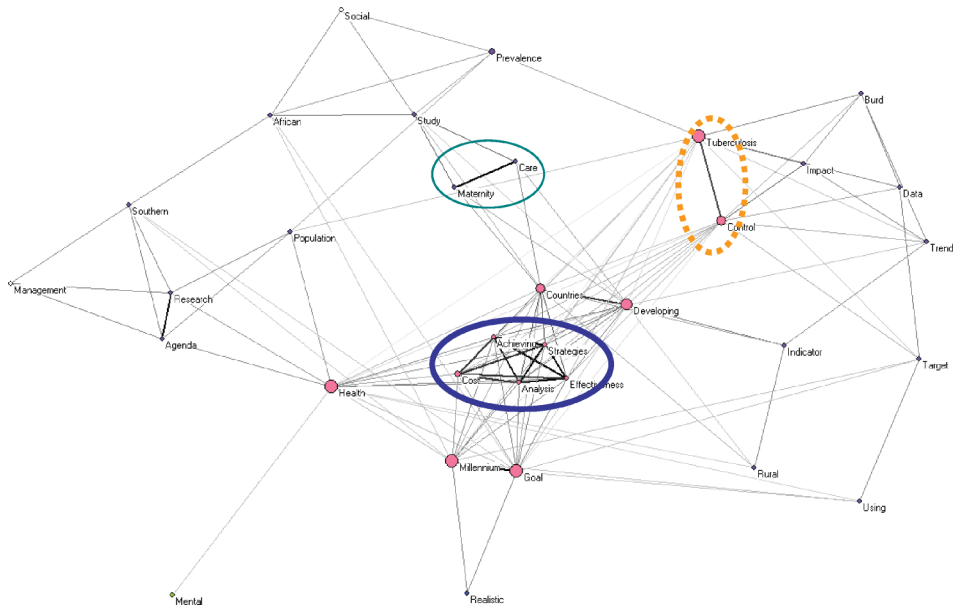 Social
Prevalence
Burd
African
Study
Tuberculosis
Care
Impact
Maternity
Data
Southern
Control
Population
Trend
Management
Research
Countries
Developing
Agenda
Achieving
Strategies
Indicator
Target
Cost
Analysis
Effectiveness
Health
Millennium
Goal
Rural
Using
Mental
Realistic